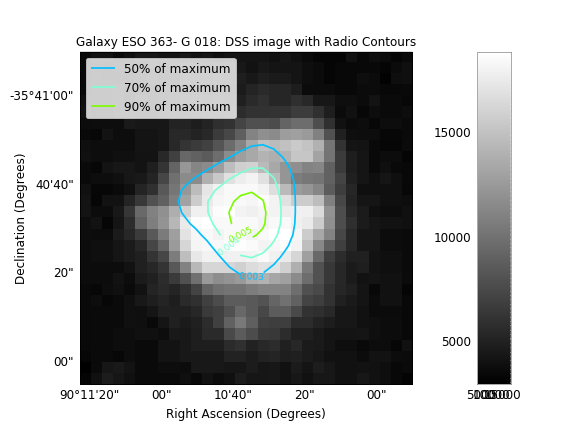 Galaxy ESO 363- G 018: DSS image with Radio Contours
50% of maximum
70% of maximum
90% of maximum
-35°41'00"
40'40"
20"
00"
Declination (Degrees)
0.005
0.003
90°11'20"
00"
10'40"
20"
00"
Right Ascension (Degrees)
15000
10000
5000